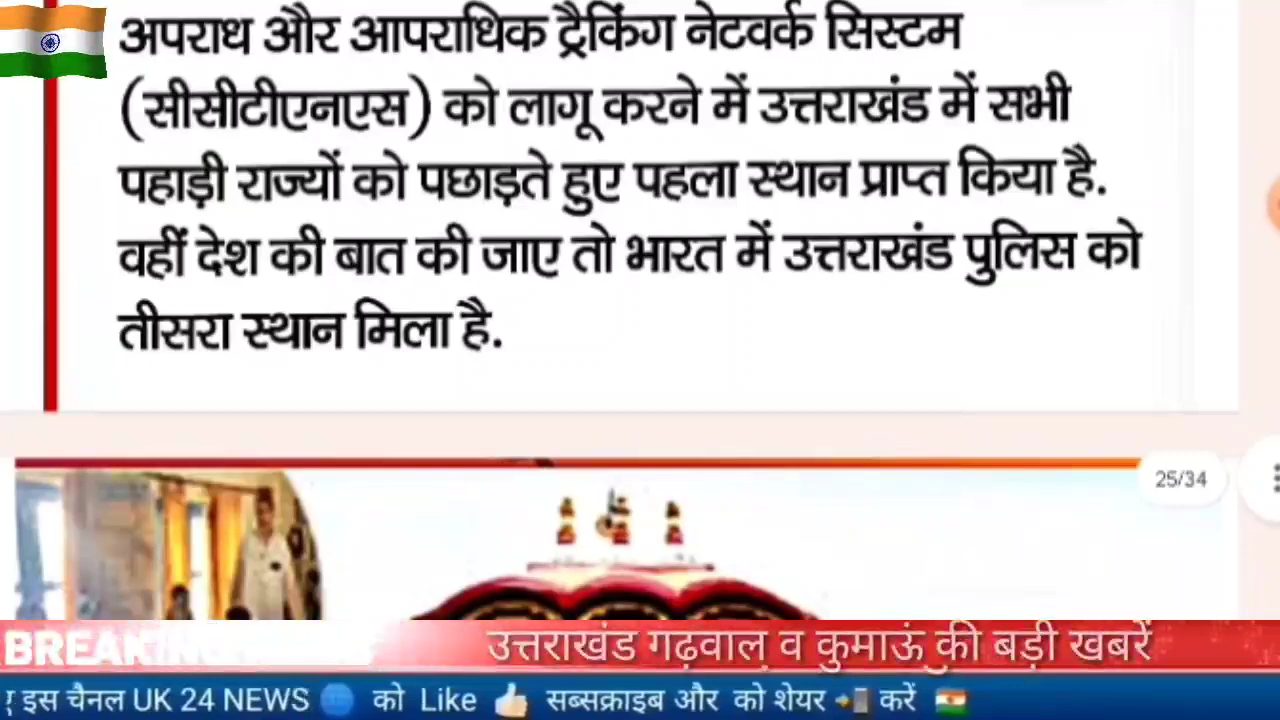 अपराध और आपराधिक ट्रैकिंग नेटवर्क सिस्टम
(सीसीटीएनएस) को लागू करने में उत्तराखंड में सभी
पहाड़ी राज्यों को पछाड़ते हुए पहला स्थान प्राप्त किया है.
वहीं देश की बात की जाए तो भारत में उत्तराखंड पुलिस को
तीसरा स्थान मिला है.
25/34
BREAKING
उत्तराखंड गढ़वाल व कुमाऊं की बड़ी खबरें
इस चैनल UK 24 NEWS 🌐 को Like 👍 सब्सक्राइब और को शेयर 📲 करें 🇮🇳